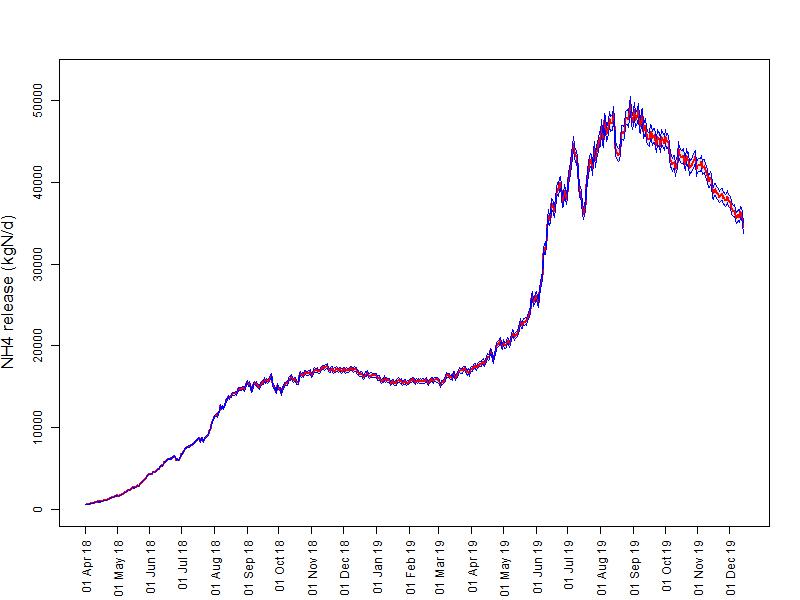 NH4 release (kgN/d)
50000
40000
30000
20000
10000
0
01 Apr 18
01 May 18
01 Jun 18
01 Jul 18
01 Aug 18
01 Sep 18
01 Oct 18
01 Nov 18
01 Dec 18
01 Jan 19
01 Feb 19
01 Mar 19
01 Apr 19
01 May 19
01 Jun 19
01 Jul 19
01 Aug 19
01 Sep 19
01 Oct 19
01 Nov 19
01 Dec 19